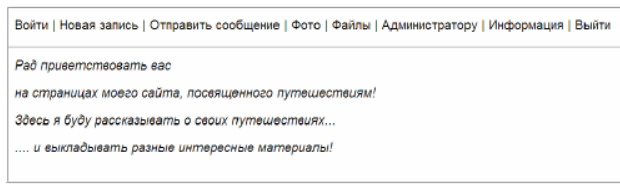 Войти | Новая запись | Отправить сообщение | Фото | Файлы | Администратору | Информация | Выйти
Рад приветствовать вас
на страницах моего сайта, посвященного путешествиям!
Здесь я буду рассказывать о своих путешествиях...
.... и выкладывать разные интересные материалы!